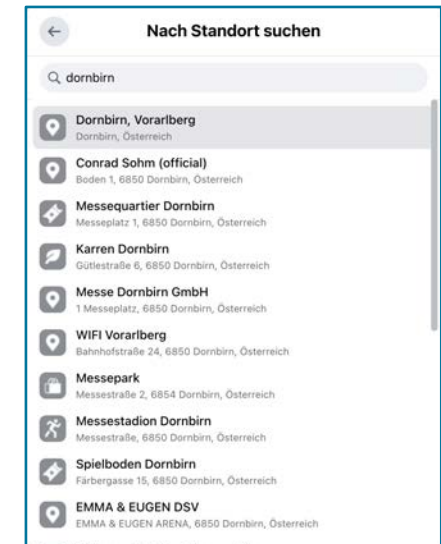 Nach Standort suchen
dornbirn
Dornbirn, Vorarlberg
Dornbirn, Österreich
Conrad Sohm (official)
Boden 1, 6850 Dornbirn, Österreich
Messequartier Dornbirn
Messeplatz 1, 6850 Dornbirn, Österreich
Karren Dornbirn
Gütlestraße 6, 6850 Dornbirn, Österreich
Messe Dornbirn GmbH
1 Messeplatz, 6850 Dornbirn, Österreich
WIFI Vorarlberg
Bahnhofstraße 24, 6850 Dornbirn, Österreich
Messepark
Messestraße 2, 6854 Dornbirn, Österreich
Messestadion Dornbirn
Messestraße, 6850 Dornbirn, Österreich
Spielboden Dornbirn
Färbergasse 15, 6850 Dornbirn, Österreich
EMMA & EUGEN DSV
EMMA & EUGEN ARENA, 6850 Dornbirn, Österreich